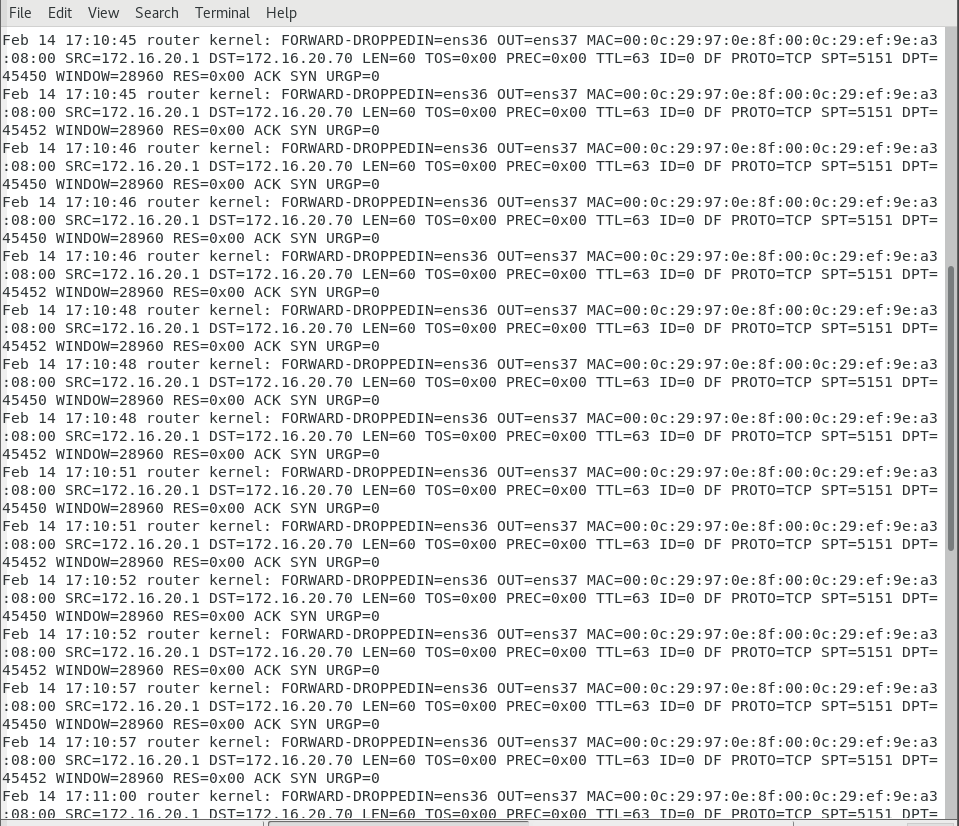 File Edit View Search Terminal Help
Feb 14 17:10:45 router kernel: FORWARD-DROPPEDIN=ens36 OUT=ens37 MAC=00:0c:29:97:0e:8f:00:0c:29:ef:9e:a3
:08:00 SRC=172.16.20.1 DST=172.16.20.70 LEN=60 TOS=0x00 PREC=0x00 TTL=63 ID=0 DF PROTO=TCP SPT=5151 DPT=
45450 WINDOW=28960 RES=0x00 ACK SYN URGP=0
Feb 14 17:10:45 router kernel: FORWARD-DROPPEDIN=ens36 OUT=ens37 MAC=00:0c:29:97:0e:8f:00:0c:29:ef:9e:a3
:08:00 SRC=172.16.20.1 DST=172.16.20.70 LEN=60 TOS=0x00 PREC=0x00 TTL=63 ID=0 DF PROTO=TCP SPT=5151 DPT=
45452 WINDOW=28960 RES=0x00 ACK SYN URGP=0
Feb 14 17:10:46 router kernel: FORWARD-DROPPEDIN=ens36 OUT=ens37 MAC=00:0c:29:97:0e:8f:00:0c:29:ef:9e:a3
:08:00 SRC=172.16.20.1 DST=172.16.20.70 LEN=60 TOS=0x00 PREC=0x00 TTL=63 ID=0 DF PROTO=TCP SPT=5151 DPT=
45450 WINDOW=28960 RES=0x00 ACK SYN URGP=0
Feb 14 17:10:46 router kernel: FORWARD-DROPPEDIN=ens36 OUT=ens37 MAC=00:0c:29:97:0e:8f:00:0c:29:ef:9e:a3
:08:00 SRC=172.16.20.1 DST=172.16.20.70 LEN=60 TOS=0x00 PREC=0x00 TTL=63 ID=0 DF PROTO=TCP SPT=5151 DPT=
45450 WINDOW=28960 RES=0x00 ACK SYN URGP=0
Feb 14 17:10:46 router kernel: FORWARD-DROPPEDIN=ens36 OUT=ens37 MAC=00:0c:29:97:0e:8f:00:0c:29:ef:9e:a3
:08:00 SRC=172.16.20.1 DST=172.16.20.70 LEN=60 TOS=0x00 PREC=0x00 TTL=63 ID=0 DF PROTO=TCP SPT=5151 DPT=
45452 WINDOW=28960 RES=0x00 ACK SYN URGP=0
Feb 14 17:10:48 router kernel: FORWARD-DROPPEDIN=ens36 OUT=ens37 MAC=00:0c:29:97:0e:8f:00:0c:29:ef:9e:a3
:08:00 SRC=172.16.20.1 DST=172.16.20.70 LEN=60 TOS=0x00 PREC=0x00 TTL=63 ID=0 DF PROTO=TCP SPT=5151 DPT=
45452 WINDOW=28960 RES=0x00 ACK SYN URGP=0
Feb 14 17:10:48 router kernel: FORWARD-DROPPEDIN=ens36 OUT=ens37 MAC=00:0c:29:97:0e:8f:00:0c:29:ef:9e:a3
:08:00 SRC=172.16.20.1 DST=172.16.20.70 LEN=60 TOS=0x00 PREC=0x00 TTL=63 ID=0 DF PROTO=TCP SPT=5151 DPT=
45450 WINDOW=28960 RES=0x00 ACK SYN URGP=0
Feb 14 17:10:48 router kernel: FORWARD-DROPPEDIN=ens36 OUT=ens37 MAC=00:0c:29:97:0e:8f:00:0c:29:ef:9e:a3
:08:00 SRC=172.16.20.1 DST=172.16.20.70 LEN=60 TOS=0x00 PREC=0x00 TTL=63 ID=0 DF PROTO=TCP SPT=5151 DPT=
45452 WINDOW=28960 RES=0x00 ACK SYN URGP=0
Feb 14 17:10:51 router kernel: FORWARD-DROPPEDIN=ens36 OUT=ens37 MAC=00:0c:29:97:0e:8f:00:0c:29:ef:9e:a3
:08:00 SRC=172.16.20.1 DST=172.16.20.70 LEN=60 TOS=0x00 PREC=0x00 TTL=63 ID=0 DF PROTO=TCP SPT=5151 DPT=
45450 WINDOW=28960 RES=0x00 ACK SYN URGP=0
Feb 14 17:10:51 router kernel: FORWARD-DROPPEDIN=ens36 OUT=ens37 MAC=00:0c:29:97:0e:8f:00:0c:29:ef:9e:a3
:08:00 SRC=172.16.20.1 DST=172.16.20.70 LEN=60 TOS=0x00 PREC=0x00 TTL=63 ID=0 DF PROTO=TCP SPT=5151 DPT=
45452 WINDOW=28960 RES=0x00 ACK SYN URGP=0
Feb 14 17:10:52 router kernel: FORWARD-DROPPEDIN=ens36 OUT=ens37 MAC=00:0c:29:97:0e:8f:00:0c:29:ef:9e:a3
:08:00 SRC=172.16.20.1 DST=172.16.20.70 LEN=60 TOS=0x00 PREC=0x00 TTL=63 ID=0 DF PROTO=TCP SPT=5151 DPT=
45450 WINDOW=28960 RES=0x00 ACK SYN URGP=0
Feb 14 17:10:52 router kernel: FORWARD-DROPPEDIN=ens36 OUT=ens37 MAC=00:0c:29:97:0e:8f:00:0c:29:ef:9e:a3
:08:00 SRC=172.16.20.1 DST=172.16.20.70 LEN=60 TOS=0x00 PREC=0x00 TTL=63 ID=0 DF PROTO=TCP SPT=5151 DPT=
45452 WINDOW=28960 RES=0x00 ACK SYN URGP=0
Feb 14 17:10:57 router kernel: FORWARD-DROPPEDIN=ens36 OUT=ens37 MAC=00:0c:29:97:0e:8f:00:0c:29:ef:9e:a3
:08:00 SRC=172.16.20.1 DST=172.16.20.70 LEN=60 TOS=0x00 PREC=0x00 TTL=63 ID=0 DF PROTO=TCP SPT=5151 DPT=
45450 WINDOW=28960 RES=0x00 ACK SYN URGP=0
Feb 14 17:10:57 router kernel: FORWARD-DROPPEDIN=ens36 OUT=ens37 MAC=00:0c:29:97:0e:8f:00:0c:29:ef:9e:a3
:08:00 SRC=172.16.20.1 DST=172.16.20.70 LEN=60 TOS=0x00 PREC=0x00 TTL=63 ID=0 DF PROTO=TCP SPT=5151 DPT=
45452 WINDOW=28960 RES=0x00 ACK SYN URGP=0
Feb 14 17:11:00 router kernel: FORWARD-DROPPEDIN=ens36 OUT=ens37 MAC=00:0c:29:97:0e:8f:00:0c:29:ef:9e:a3
:08:00 SRC=172.16.20.1 DST=172.16.20.70 LEN=60 TOS=0x00 PREC=0x00 TTL=63 ID=0 DF PROTO=TCP SPT=5151 DPT=